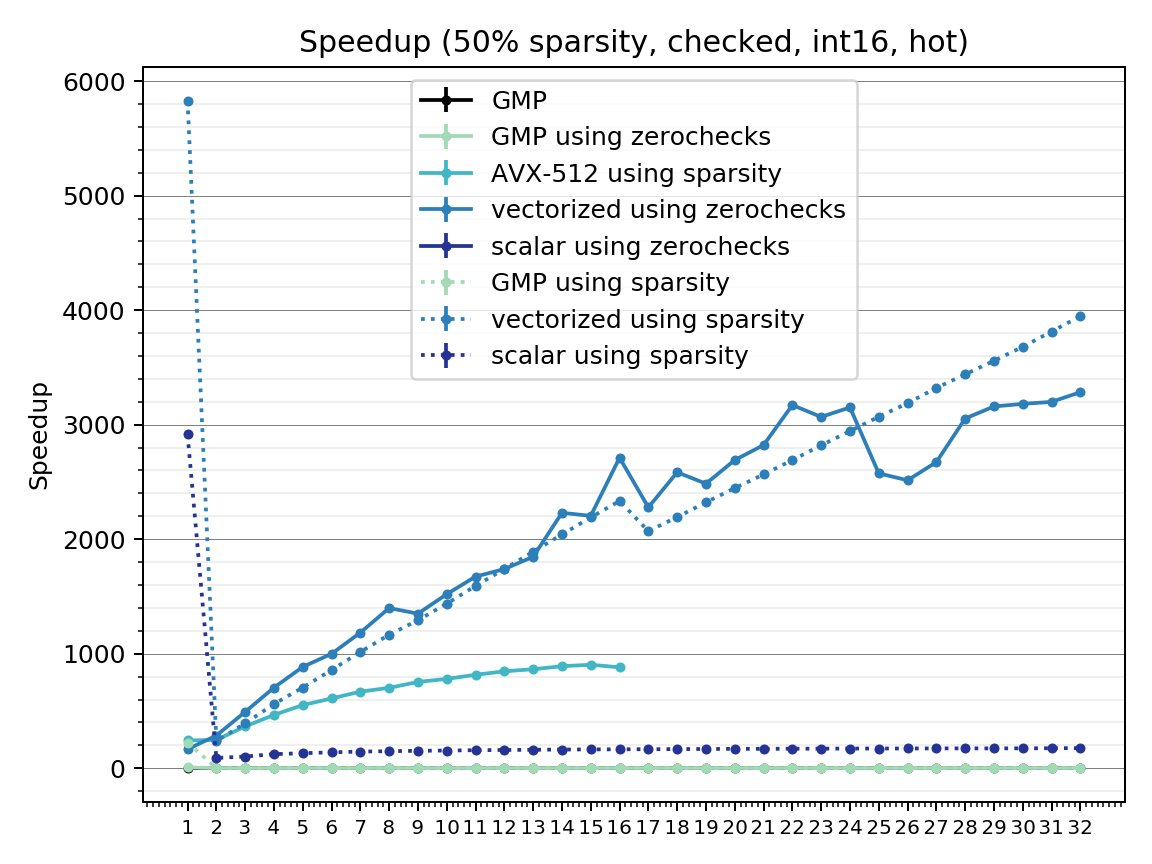 Speedup (50% sparsity, checked, int16, hot)
6000
5000
4000
3000
2000
1000
0
Speedup
GMP
GMP using zerochecks
AVX-512 using sparsity
vectorized using zerochecks
scalar using zerochecks
GMP using sparsity
vectorized using sparsity
scalar using sparsity
1 2 3 4 5 6 7 8 9 10 11 12 13 14 15 16 17 18 19 20 21 22 23 24 25 26 27 28 29 30 31 32